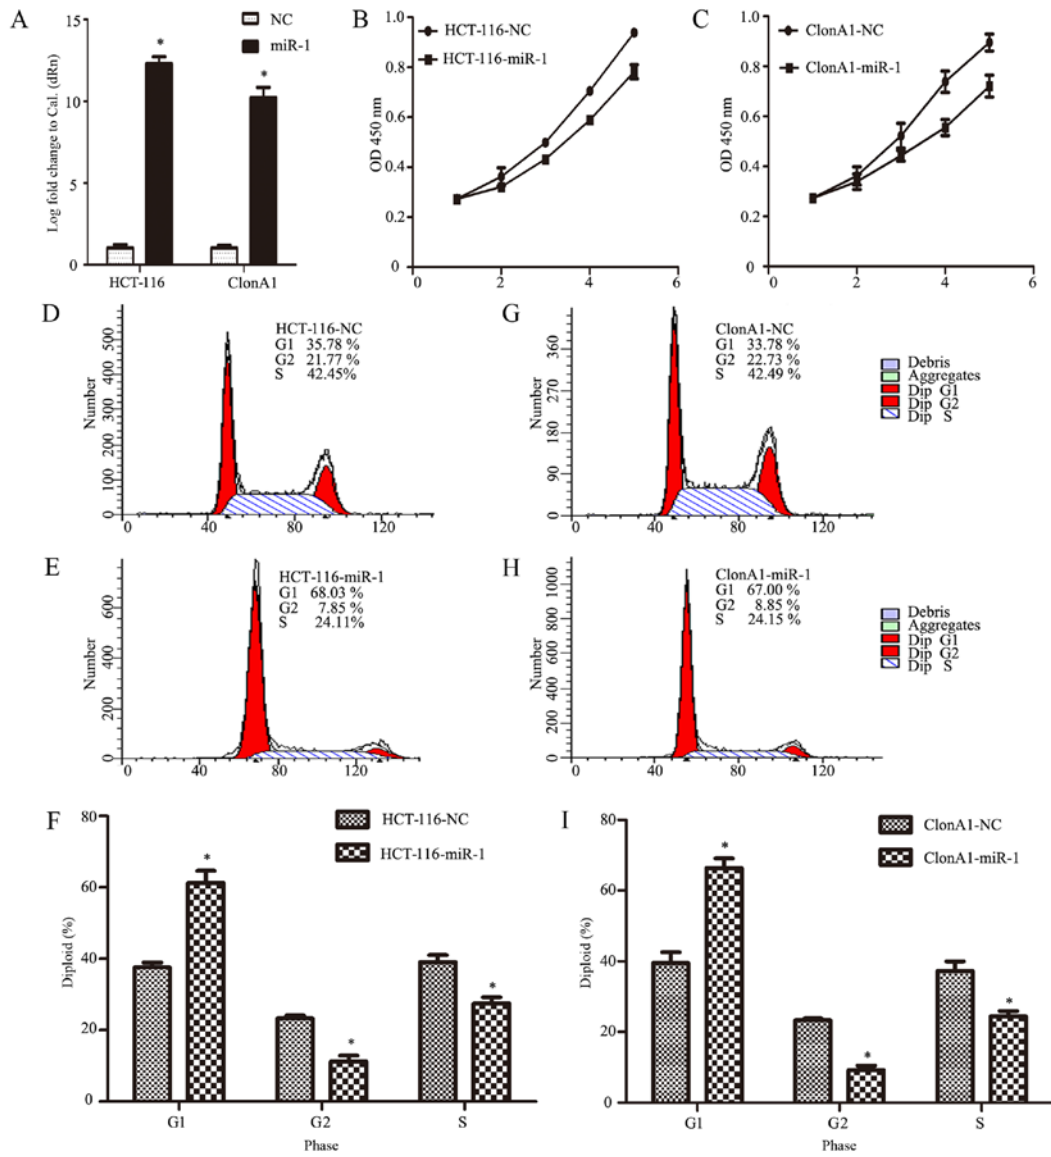 A
NC
miR-1
Log fold change to Cal. (dRn)
15
10
5
0
*
*
HCT-116
ClonA1
B
HCT-116-NC
HCT-116-miR-1
OD 450 nm
1.0
0.8
0.6
0.4
0.2
0
2
4
6
C
ClonA1-NC
ClonA1-miR-1
OD 450 nm
1.0
0.8
0.6
0.4
0.2
0
0
2
4
6
D
HCT-116-NC
G1 35.78 %
G2 21.77 %
S 42.45%
Number
500
400
300
200
100
0
0
40
80
120
G
ClonA1-NC
G1 33.78 %
G2 22.73 %
S 42.49 %
Number
360
270
180
90
0
0
40
80
120
Debris
Aggregates
Dip G1
Dip G2
Dip S
E
HCT-116-miR-1
G1 68.03 %
G2 7.85 %
S 24.11%
Number
600
400
200
0
0
40
80
120
H
ClonA1-miR-1
G1 67.00 %
G2 8.85 %
S 24.15 %
Number
1000
800
600
400
200
0
0
40
80
120
Debris
Aggregates
Dip G1
Dip G2
Dip S
F
HCT-116-NC
HCT-116-miR-1
Diploid (%)
80
60
40
20
0
*
*
*
G1
G2
S
Phase
I
ClonA1-NC
ClonA1-miR-1
Diploid (%)
80
60
40
20
0
*
*
*
G1
G2
S
Phase